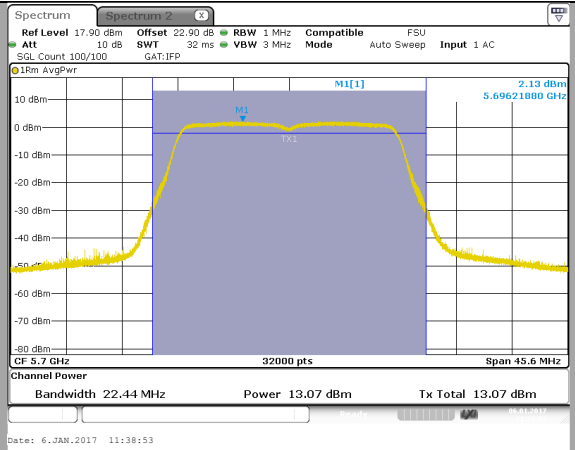 Spectrum Spectrum 2 X
Ref Level 17.90 dBm Offset 22.90 dB RBW 1 MHz Compatible FSU
Att 10 dB SWT 32 ms VBW 3 MHz Mode Auto Sweep Input 1 AC
SGL Count 100/100 GAT:IFP
1Rm AvgPwr
M1[1] 2.13 dBm
5.69621880 GHz
10 dBm
M1
0 dBm
TX1
-10 dBm
-20 dBm
-30 dBm
-40 dBm
-60 dBm
-70 dBm
-80 dBm
CF 5.7 GHz 32000 pts Span 45.6 MHz
Channel Power
Bandwidth 22.44 MHz Power 13.07 dBm Tx Total 13.07 dBm
Ready 06.01.2017
Date: 6.JAN.2017 11:38:53